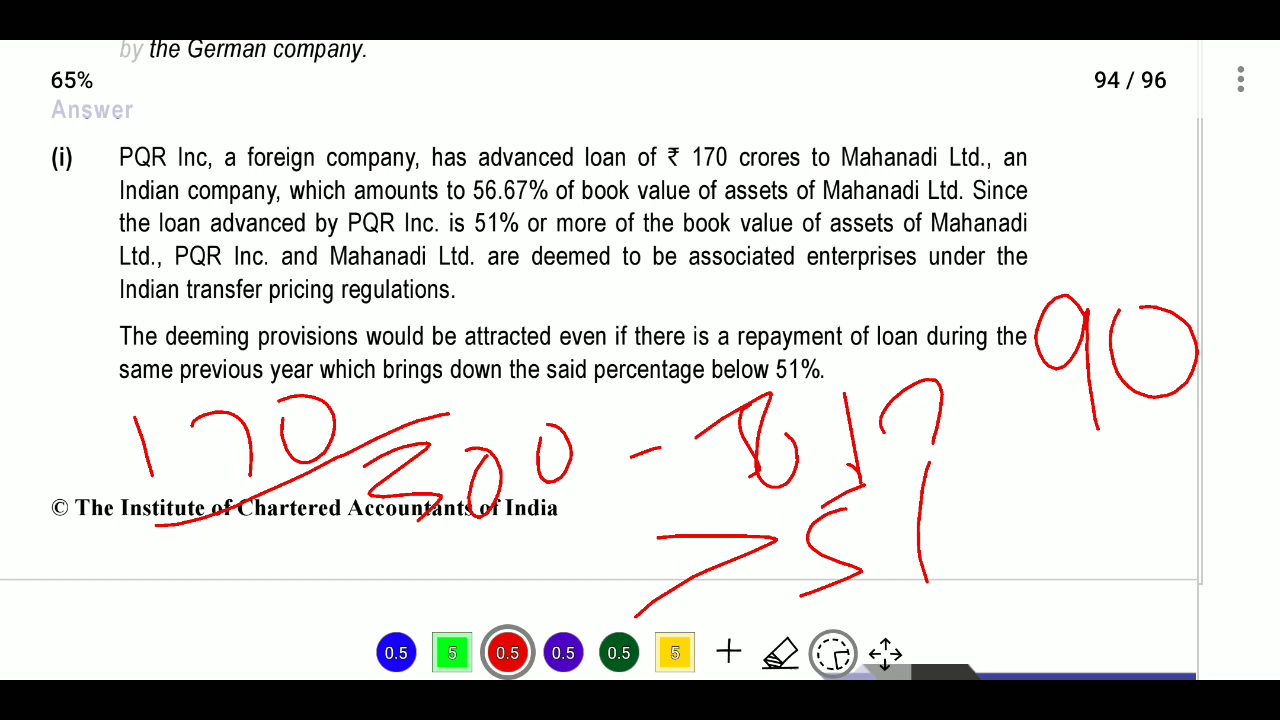 by the German company.
65%
94 / 96
Answer
(i) PQR Inc, a foreign company, has advanced loan of ₹ 170 crores to Mahanadi Ltd., an
Indian company, which amounts to 56.67% of book value of assets of Mahanadi Ltd. Since
the loan advanced by PQR Inc. is 51% or more of the book value of assets of Mahanadi
Ltd., PQR Inc. and Mahanadi Ltd. are deemed to be associated enterprises under the
Indian transfer pricing regulations.
The deeming provisions would be attracted even if there is a repayment of loan during the
same previous year which brings down the said percentage below 51%.
90
170
300
© The Institute of Chartered Accountants of India
> 51
0.5 5 0.5 0.5 0.5 5